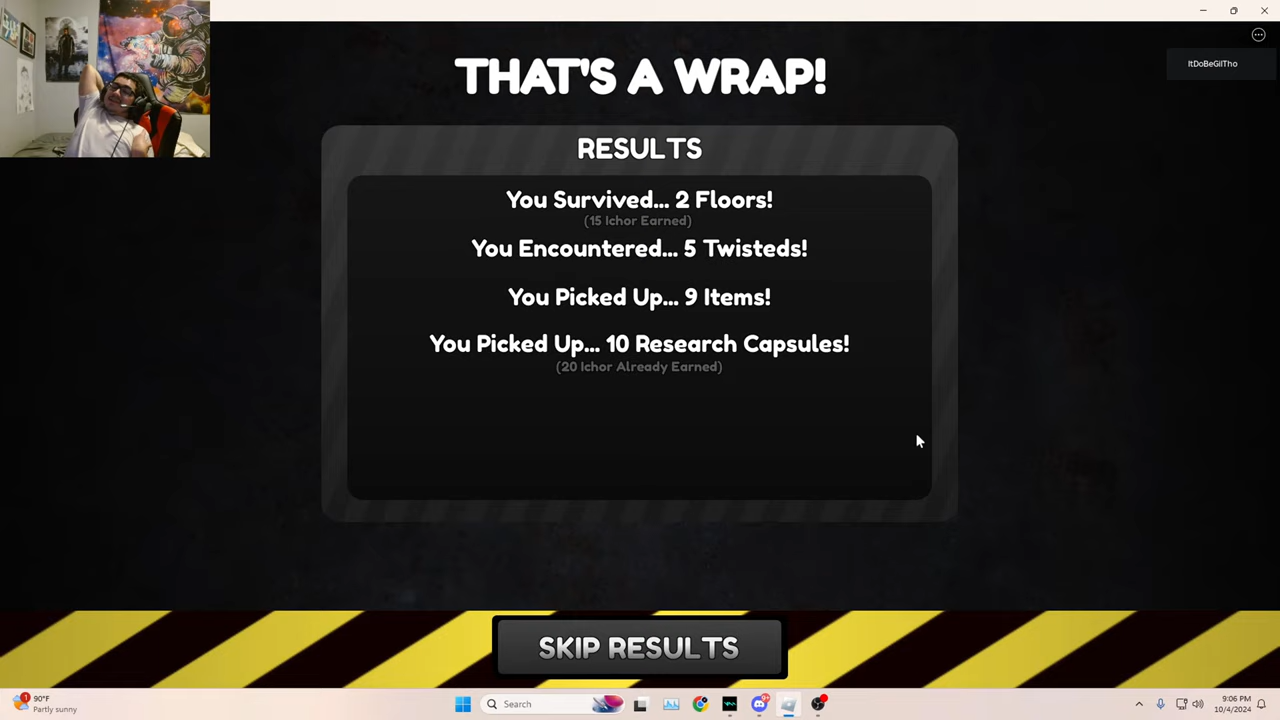 ItDoBeGilTho
THAT'S A WRAP!
RESULTS
You Survived... 2 Floors!
(15 Ichor Earned)
You Encountered... 5 Twisteds!
You Picked Up... 9 Items!
You Picked Up... 10 Research Capsules!
(20 Ichor Already Earned)
SKIP RESULTS
1
90°F
Partly sunny
Search
9+
9:06 PM
10/4/2024